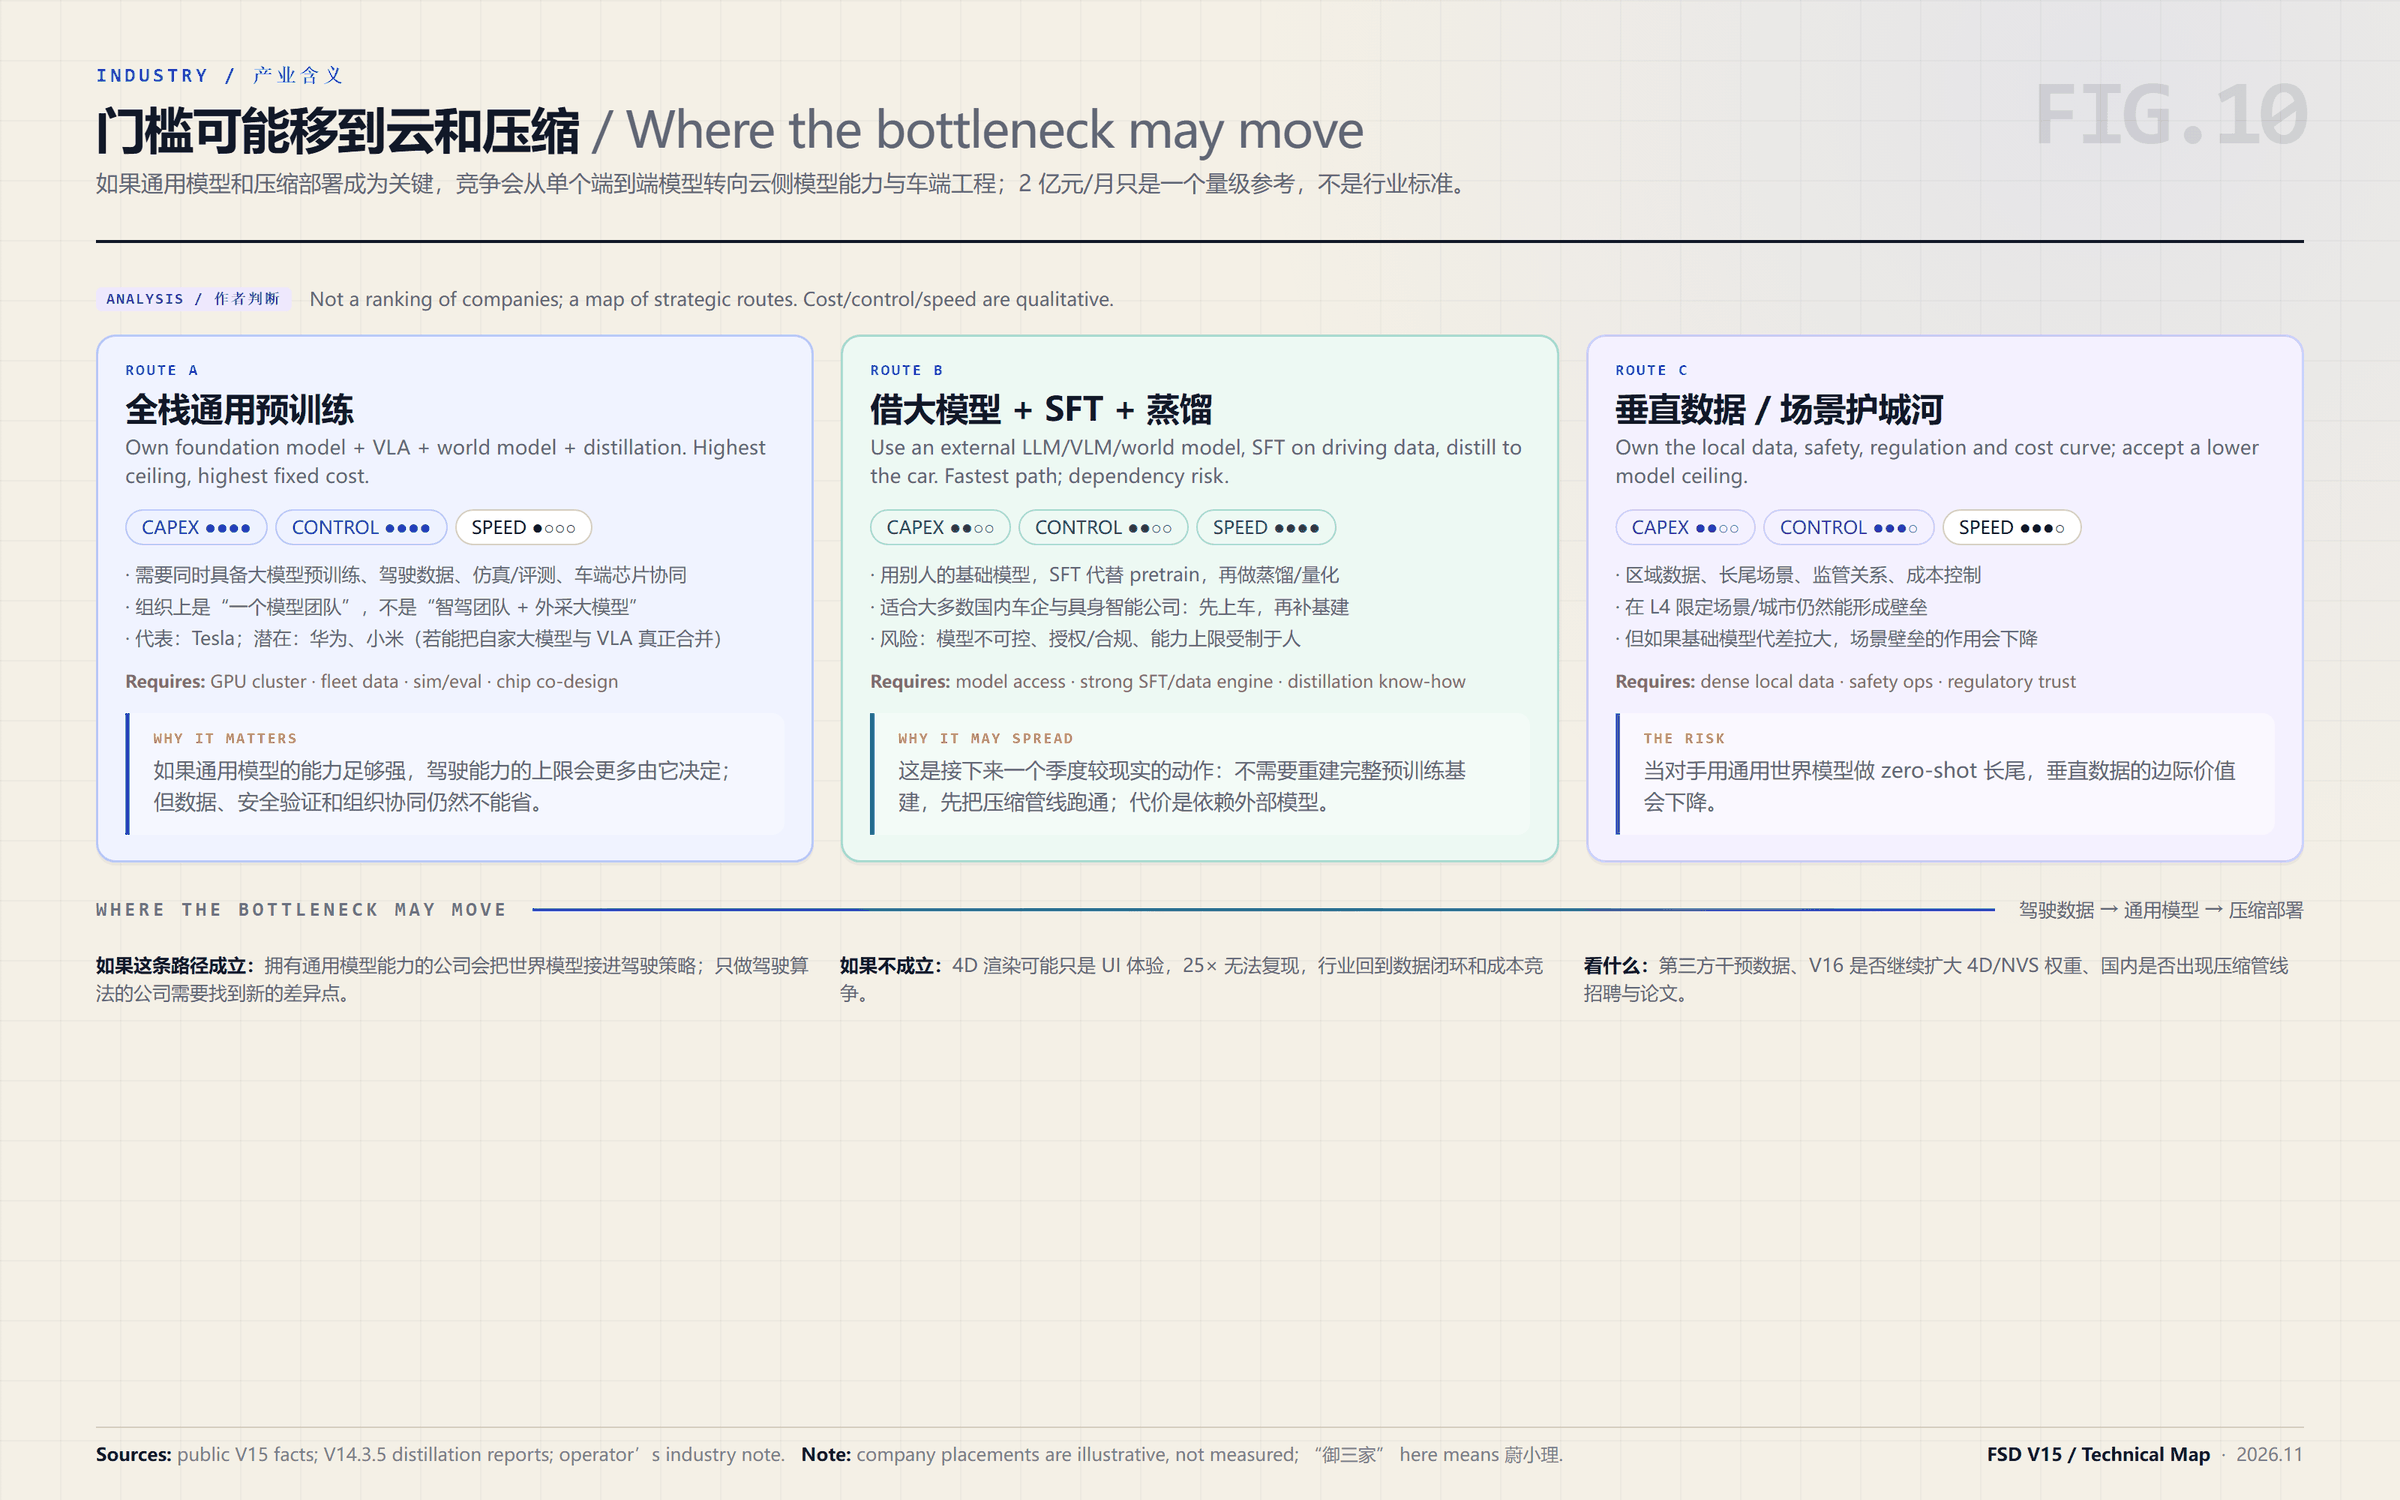 INDUSTRY / 产业含义
门槛可能移到云和压缩 / Where the bottleneck may move
FIG.10
如果通用模型和压缩部署成为关键，竞争会从单个端到端模型转向云侧模型能力与车端工程；2 亿元/月只是一个量级参考，不是行业标准。
ANALYSIS / 作者判断 Not a ranking of companies; a map of strategic routes. Cost/control/speed are qualitative.
ROUTE A
全栈通用预训练
Own foundation model + VLA + world model + distillation. Highest
ceiling, highest fixed cost.
CAPEX ●●●● CONTROL ●●●● SPEED ●○○○
· 需要同时具备大模型预训练、驾驶数据、仿真/评测、车端芯片协同
· 组织上是“一个模型团队”，不是“智驾团队 + 外采大模型”
· 代表：Tesla；潜在：华为、小米（若能把自家大模型与 VLA 真正合并）
Requires: GPU cluster · fleet data · sim/eval · chip co-design
WHY IT MATTERS
如果通用模型的能力足够强，驾驶能力的上限会更多由它决定；
但数据、安全验证和组织协同仍然不能省。
ROUTE B
借大模型 + SFT + 蒸馏
Use an external LLM/VLM/world model, SFT on driving data, distill to
the car. Fastest path; dependency risk.
CAPEX ●●○○ CONTROL ●●○○ SPEED ●●●●
· 用别人的基础模型，SFT 代替 pretrain，再做蒸馏/量化
· 适合大多数国内车企与具身智能公司：先上车，再补基建
· 风险：模型不可控、授权/合规、能力上限受制于人
Requires: model access · strong SFT/data engine · distillation know-how
WHY IT MAY SPREAD
这是接下来一个季度较现实的动作：不需要重建完整预训练基
建，先把压缩管线跑通；代价是依赖外部模型。
ROUTE C
垂直数据 / 场景护城河
Own the local data, safety, regulation and cost curve; accept a lower
model ceiling.
CAPEX ●●○○ CONTROL ●●●○ SPEED ●●●○
· 区域数据、长尾场景、监管关系、成本控制
· 在 L4 限定场景/城市仍然能形成壁垒
· 但如果基础模型代差拉大，场景壁垒的作用会下降
Requires: dense local data · safety ops · regulatory trust
THE RISK
当对手用通用世界模型做 zero-shot 长尾，垂直数据的边际价值
会下降。
WHERE THE BOTTLENECK MAY MOVE 驾驶数据 → 通用模型 → 压缩部署
如果这条路径成立：拥有通用模型能力的公司会把世界模型接进驾驶策略；只做驾驶算
法的公司需要找到新的差异点。
如果不成立：4D 渲染可能只是 UI 体验，25× 无法复现，行业回到数据闭环和成本竞
争。
看什么：第三方干预数据、V16 是否继续扩大 4D/NVS 权重、国内是否出现压缩管线
招聘与论文。
Sources: public V15 facts; V14.3.5 distillation reports; operator’s industry note. Note: company placements are illustrative, not measured; “御三家” here means 蔚小理.
FSD V15 / Technical Map · 2026.11